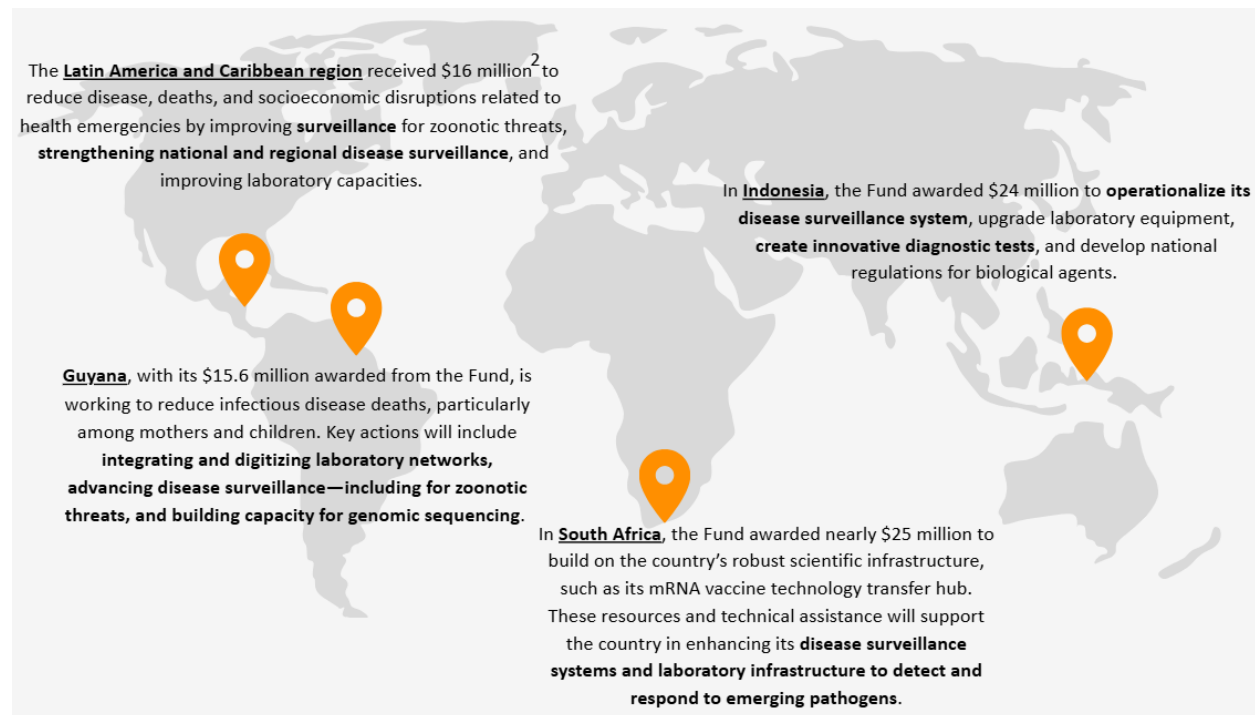 The Latin America and Caribbean region received $16 million2 to
reduce disease, deaths, and socioeconomic disruptions related to
health emergencies by improving surveillance for zoonotic threats,
strengthening national and regional disease surveillance, and
improving laboratory capacities.
In Indonesia, the Fund awarded $24 million to operationalize its
disease surveillance system, upgrade laboratory equipment,
create innovative diagnostic tests, and develop national
regulations for biological agents.
Guyana, with its $15.6 million awarded from the Fund, is
working to reduce infectious disease deaths, particularly
among mothers and children. Key actions will include
integrating and digitizing laboratory networks,
advancing disease surveillance—including for zoonotic
threats, and building capacity for genomic sequencing.
In South Africa, the Fund awarded nearly $25 million to
build on the country’s robust scientific infrastructure,
such as its mRNA vaccine technology transfer hub.
These resources and technical assistance will support
the country in enhancing its disease surveillance
systems and laboratory infrastructure to detect and
respond to emerging pathogens.